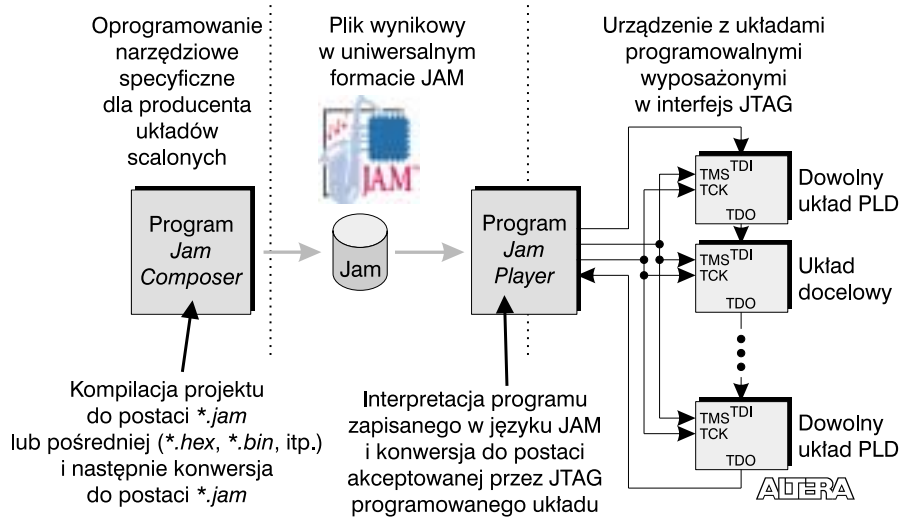 Oprogramowanie
narzędziowe
specyficzne
dla producenta
układów
scalonych
Plik wynikowy
w uniwersalnym
formacie JAM
Urządzenie z układami
programowalnymi
wyposażonymi
w interfejs JTAG
JAM™
Program
Jam
Composer
Jam
Program
Jam
Player
TDI
TMS
TCK
TDO
Dowolny
układ PLD
TDI
TMS
TCK
TDO
Układ
docelowy
TDI
TMS
TCK
TDO
Dowolny
układ PLD
Kompilacja projektu
do postaci *.jam
lub pośredniej (*.hex, *.bin, itp.)
i następnie konwersja
do postaci *.jam
Interpretacja programu
zapisanego w języku JAM
i konwersja do postaci
akceptowanej przez JTAG
programowanego układu
ALTERA